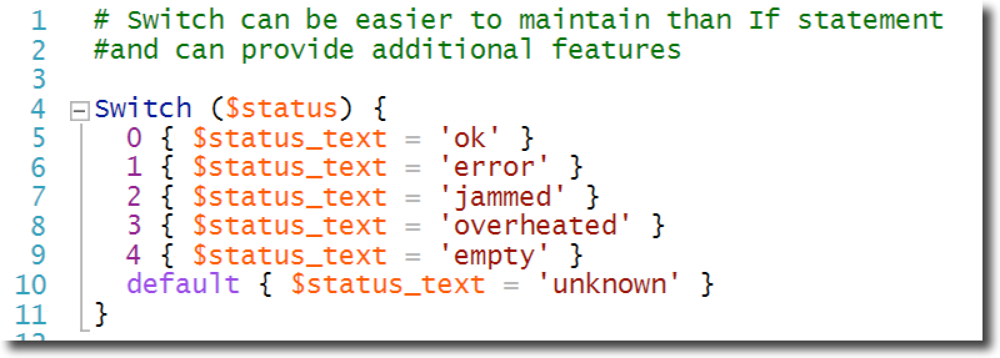 1 # Switch can be easier to maintain than If statement
2 #and can provide additional features
3
4 Switch ($status) {
5 0 { $status_text = 'ok' }
6 1 { $status_text = 'error' }
7 2 { $status_text = 'jammed' }
8 3 { $status_text = 'overheated' }
9 4 { $status_text = 'empty' }
10 default { $status_text = 'unknown' }
11 }
12